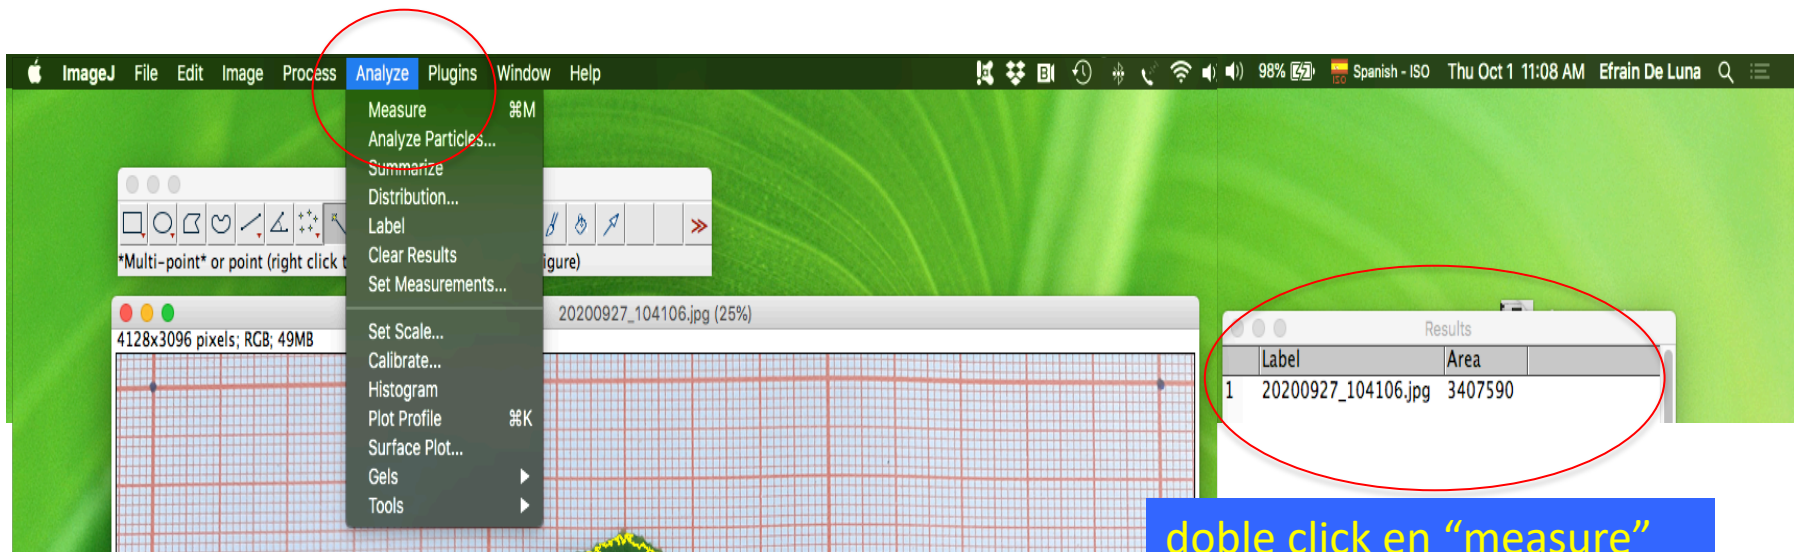 ImageJ File Edit Image Process Analyze Plugins Window Help 98% Spanish - ISO Thu Oct 1 11:08 AM Efrain De Luna
ISO
Measure ⌘M
Analyze Particles...
Summarize
Distribution...
Label
Clear Results
Set Measurements...
Set Scale...
Calibrate...
Histogram
Plot Profile ⌘K
Surface Plot...
Gels
Tools
*Multi-point* or point (right click t
igure)
20200927_104106.jpg (25%)
4128x3096 pixels; RGB; 49MB
Results
Label Area
1 20200927_104106.jpg 3407590
doble click en “measure”